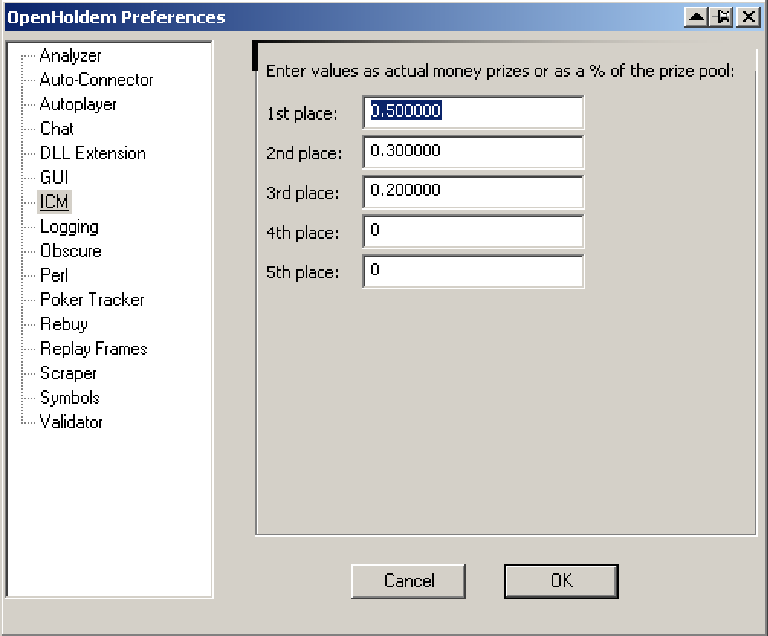 OpenHoldem Preferences
Analyzer
Auto-Connector
Autoplayer
Chat
DLL Extension
GUI
ICM
Logging
Obscure
Perl
Poker Tracker
Rebuy
Replay Frames
Scraper
Symbols
Validator
Enter values as actual money prizes or as a % of the prize pool:
1st place: 0.500000
2nd place: 0.300000
3rd place: 0.200000
4th place: 0
5th place: 0
Cancel OK